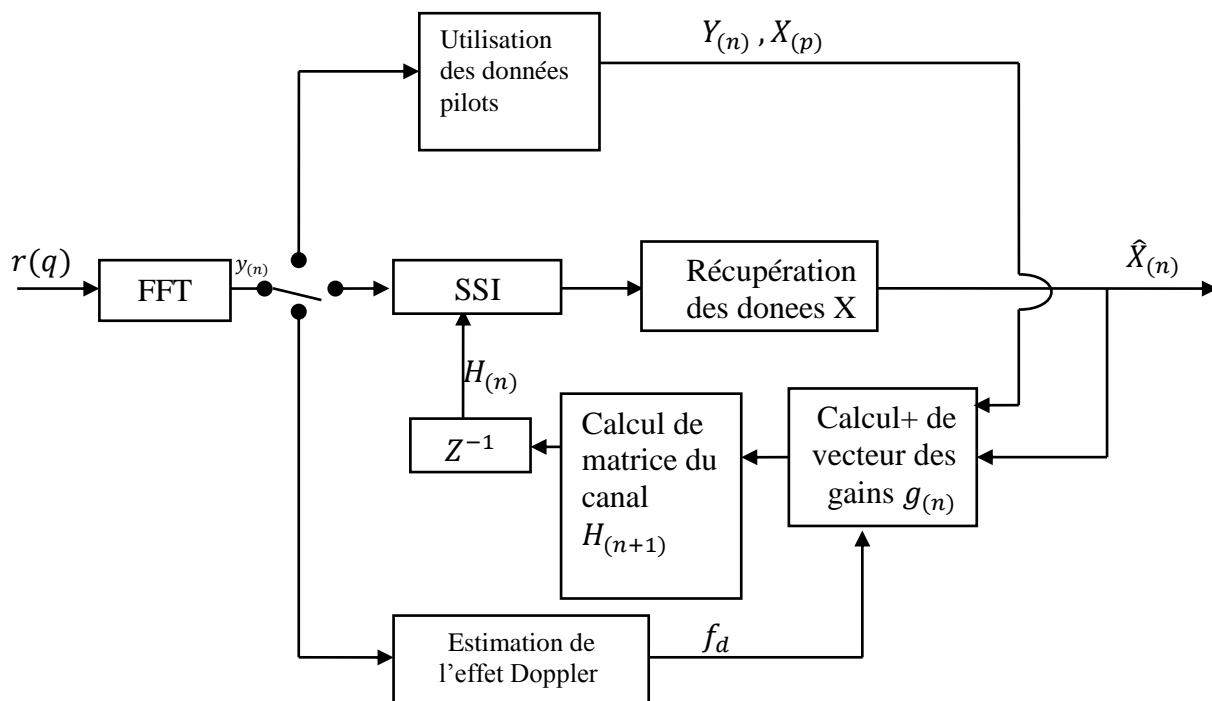 Utilisation
des données
pilots
Y(n) , X(p)
r(q)
FFT
y(n)
SSI
Récupération
des donees X
X̂(n)
H(n)
Z⁻¹
Calcul de
matrice du
canal
H(n+1)
Calcul+ de
vecteur des
gains g(n)
Estimation de
l’effet Doppler
f_d